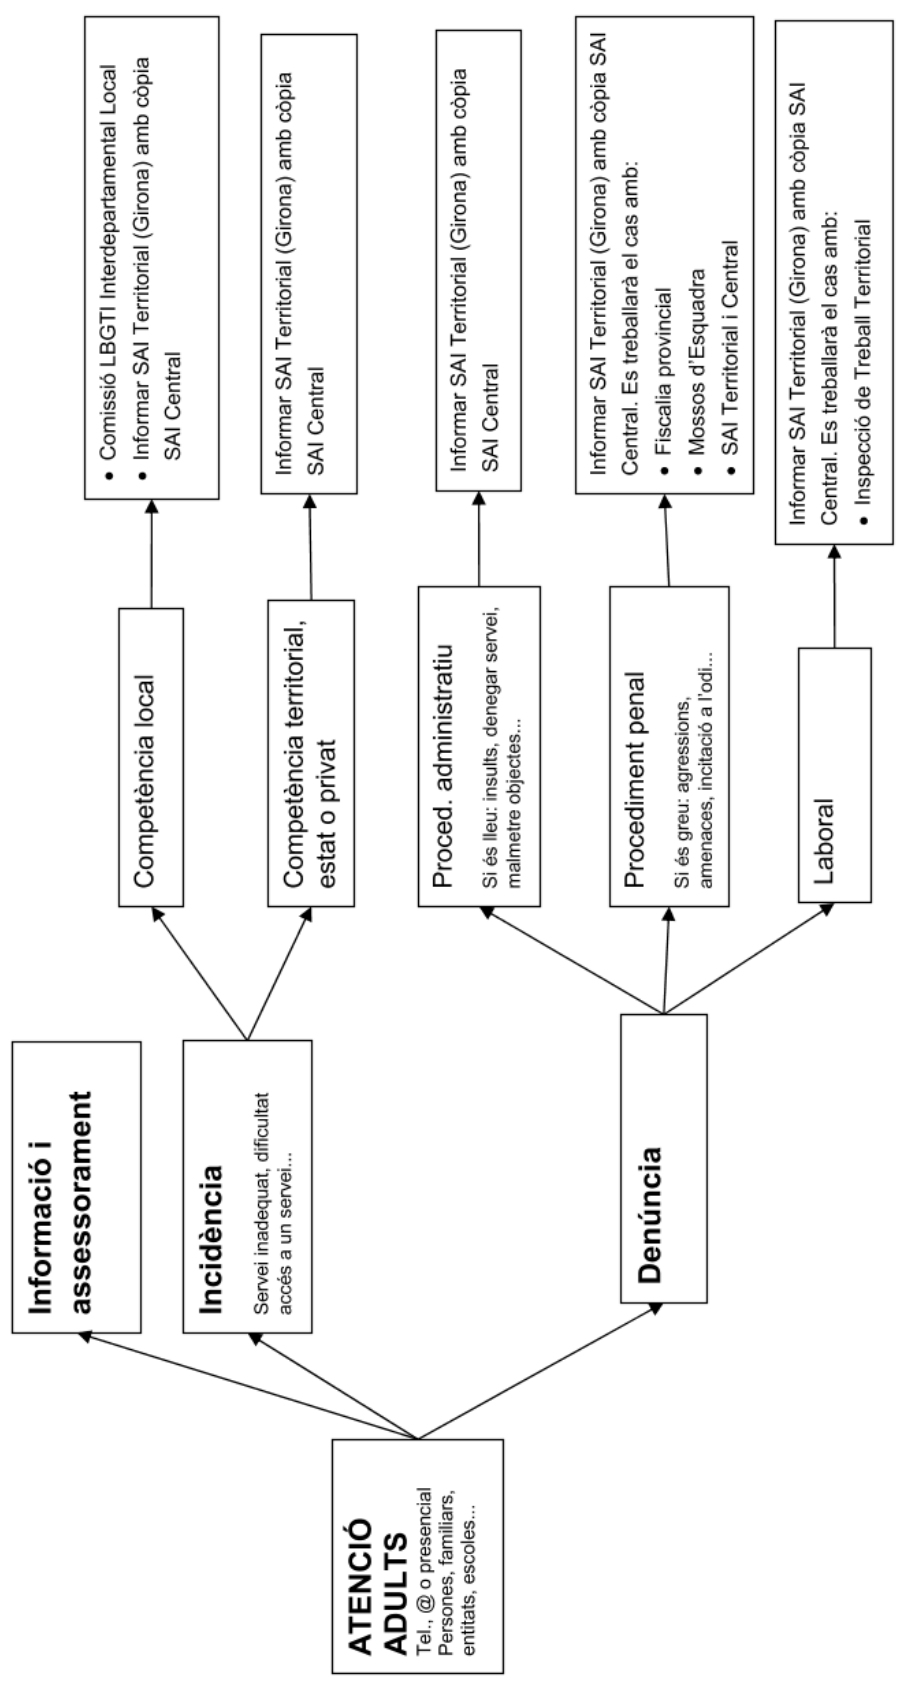 ATENCIÓ
ADULTS
Tel., @ o presencial
Persones, familiars,
entitats, escoles...
Informació i
assessorament
Incidència
Servei inadequat, dificultat
accés a un servei...
Denúncia
Competència local
Competència territorial,
estat o privat
Proced. administratiu
Si és lleu: insults, denegar servei,
malmetre objectes...
Procediment penal
Si és greu: agressions,
amenaces, incitació a l'odi...
Laboral
• Comissió LBGTI Interdepartamental Local
• Informar SAI Territorial (Girona) amb còpia
SAI Central
Informar SAI Territorial (Girona) amb còpia
SAI Central
Informar SAI Territorial (Girona) amb còpia
SAI Central
Informar SAI Territorial (Girona) amb còpia SAI
Central. Es treballarà el cas amb:
• Fiscalia provincial
• Mossos d'Esquadra
• SAI Territorial i Central
Informar SAI Territorial (Girona) amb còpia SAI
Central. Es treballarà el cas amb:
• Inspecció de Treball Territorial